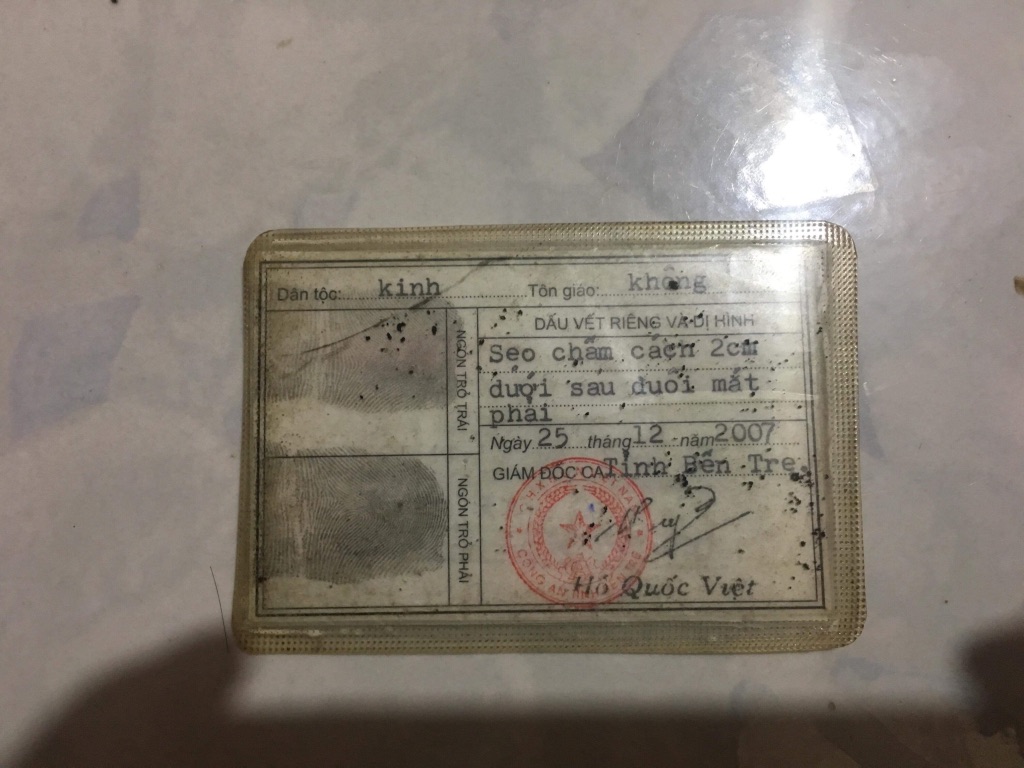 Dân tộc: kinh Tôn giáo: không
NGÓN TRỎ TRÁI
NGÓN TRỎ PHẢI
DẤU VẾT RIÊNG VÀ DỊ HÌNH
Seo chấm cách 2cm
dưới sau đuôi mắt
phải
Ngày 25 tháng 12 năm 2007
GIÁM ĐỐC CA Tỉnh Bến Tre
CÔNG AN
Hồ Quốc Việt